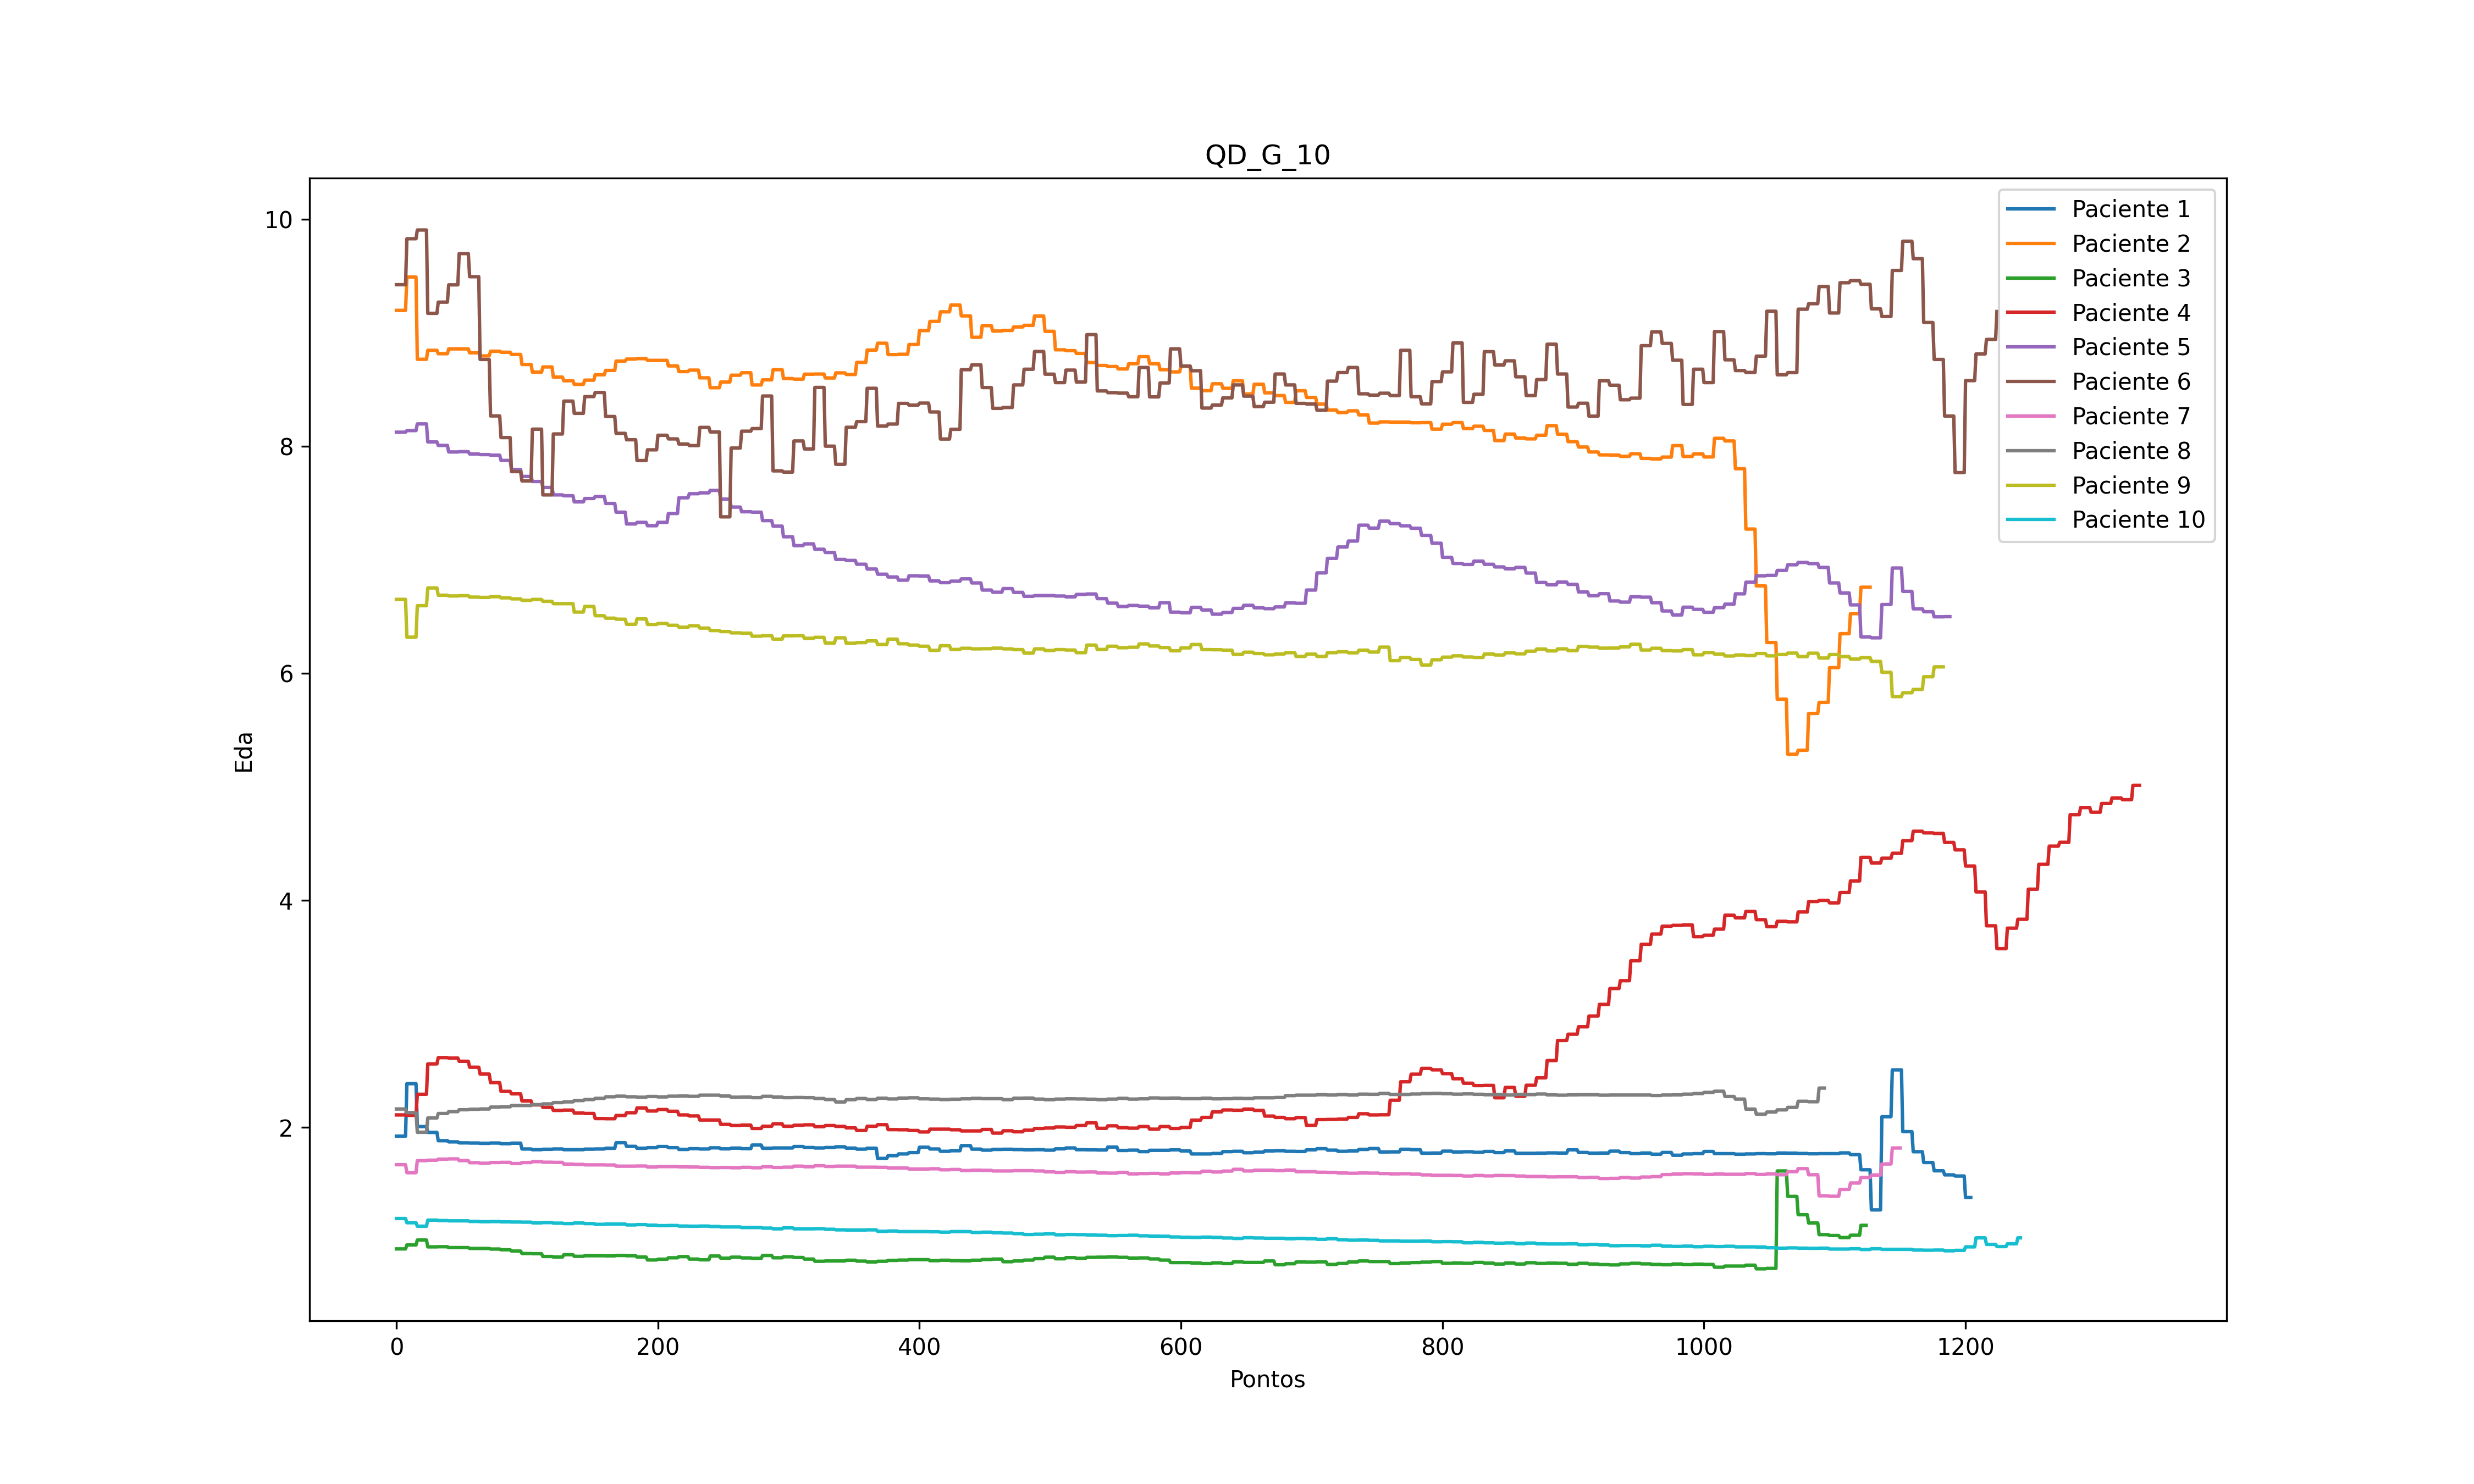 QD_G_10
10
8
6
4
2
Eda
0 200 400 600 800 1000 1200
Pontos
Paciente 1
Paciente 2
Paciente 3
Paciente 4
Paciente 5
Paciente 6
Paciente 7
Paciente 8
Paciente 9
Paciente 10